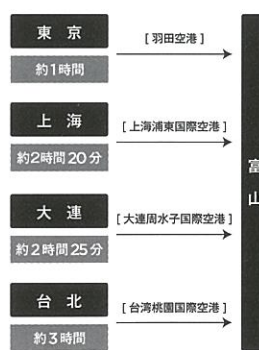 東京
[羽田空港]
約1時間
上海
[上海浦東国際空港]
約2時間20分
大連
[大連周水子国際空港]
約2時間25分
台北
[台湾桃園国際空港]
約3時間
富山